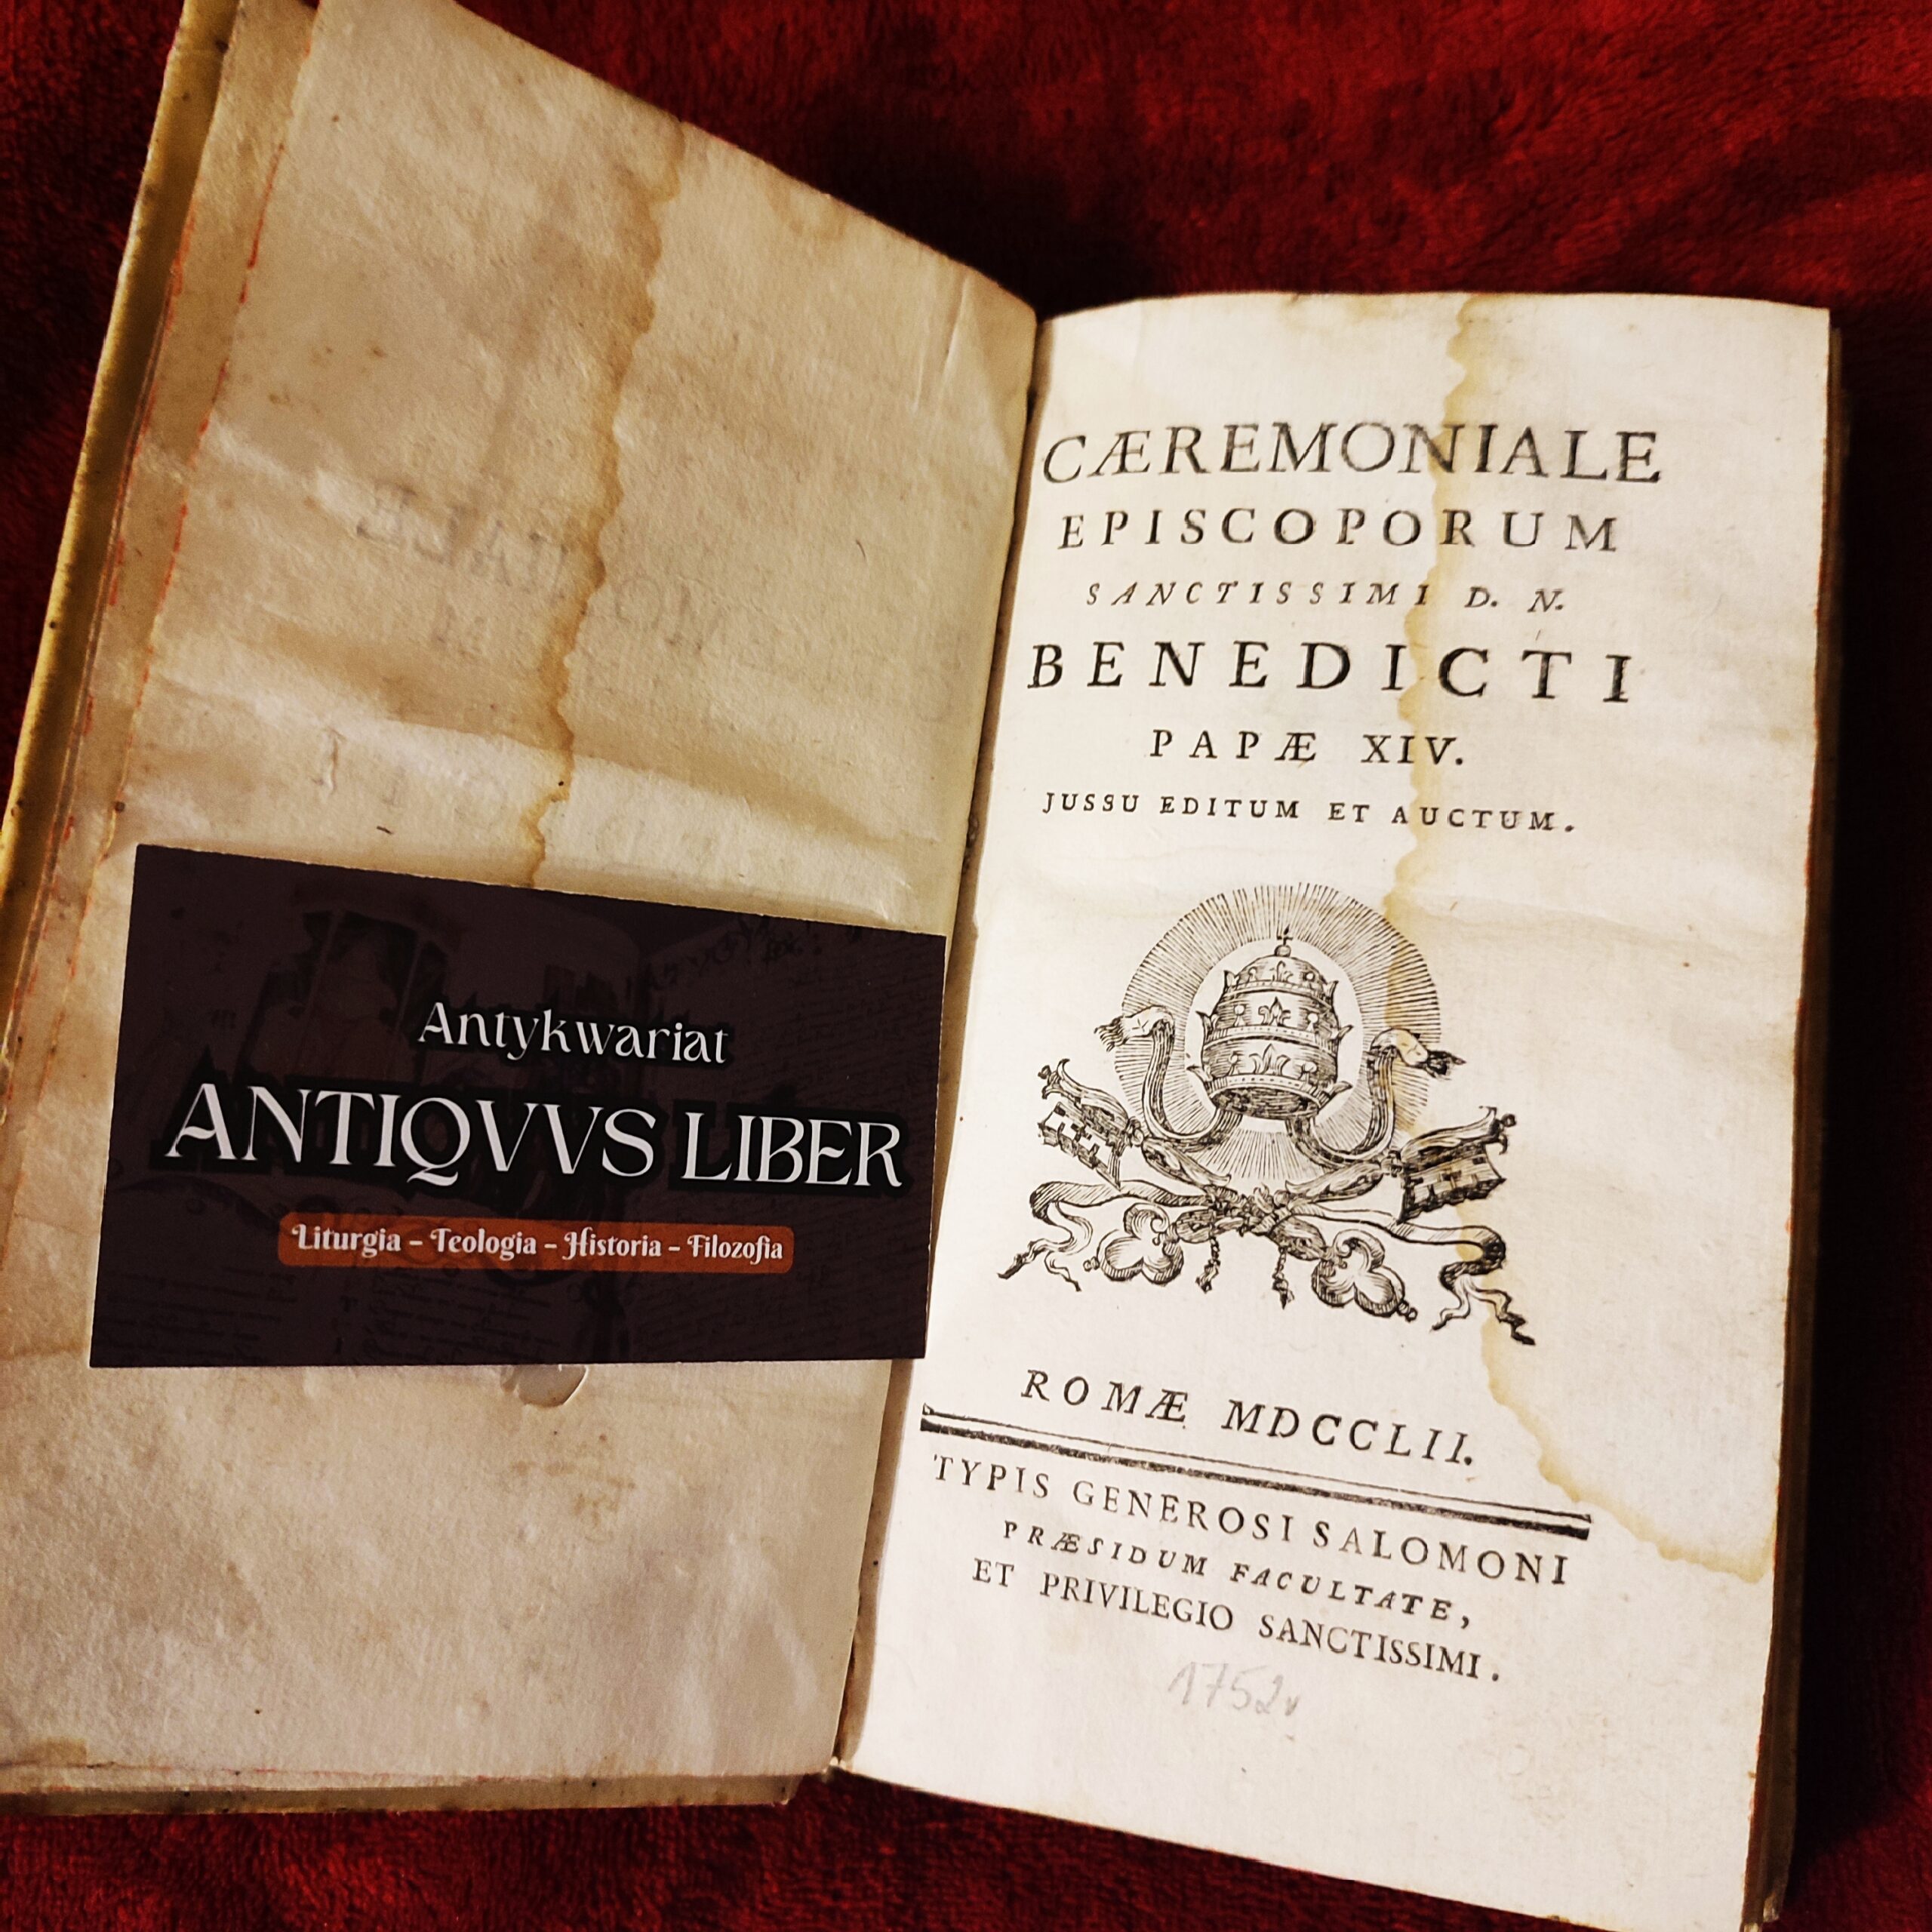 Antykwariat
ANTIQVVS LIBER
Liturgia - Teologia - Historia - Filozofia
CÆREMONIALE
EPISCOPORUM
SANCTISSIMI D. N.
BENEDICTI
PAPÆ XIV.
JUSSU EDITUM ET AUCTUM.
ROMÆ MDCCLII.
TYPIS GENEROSI SALOMONI
PRÆSIDUM FACULTATE,
ET PRIVILEGIO SANCTISSIMI.
1752